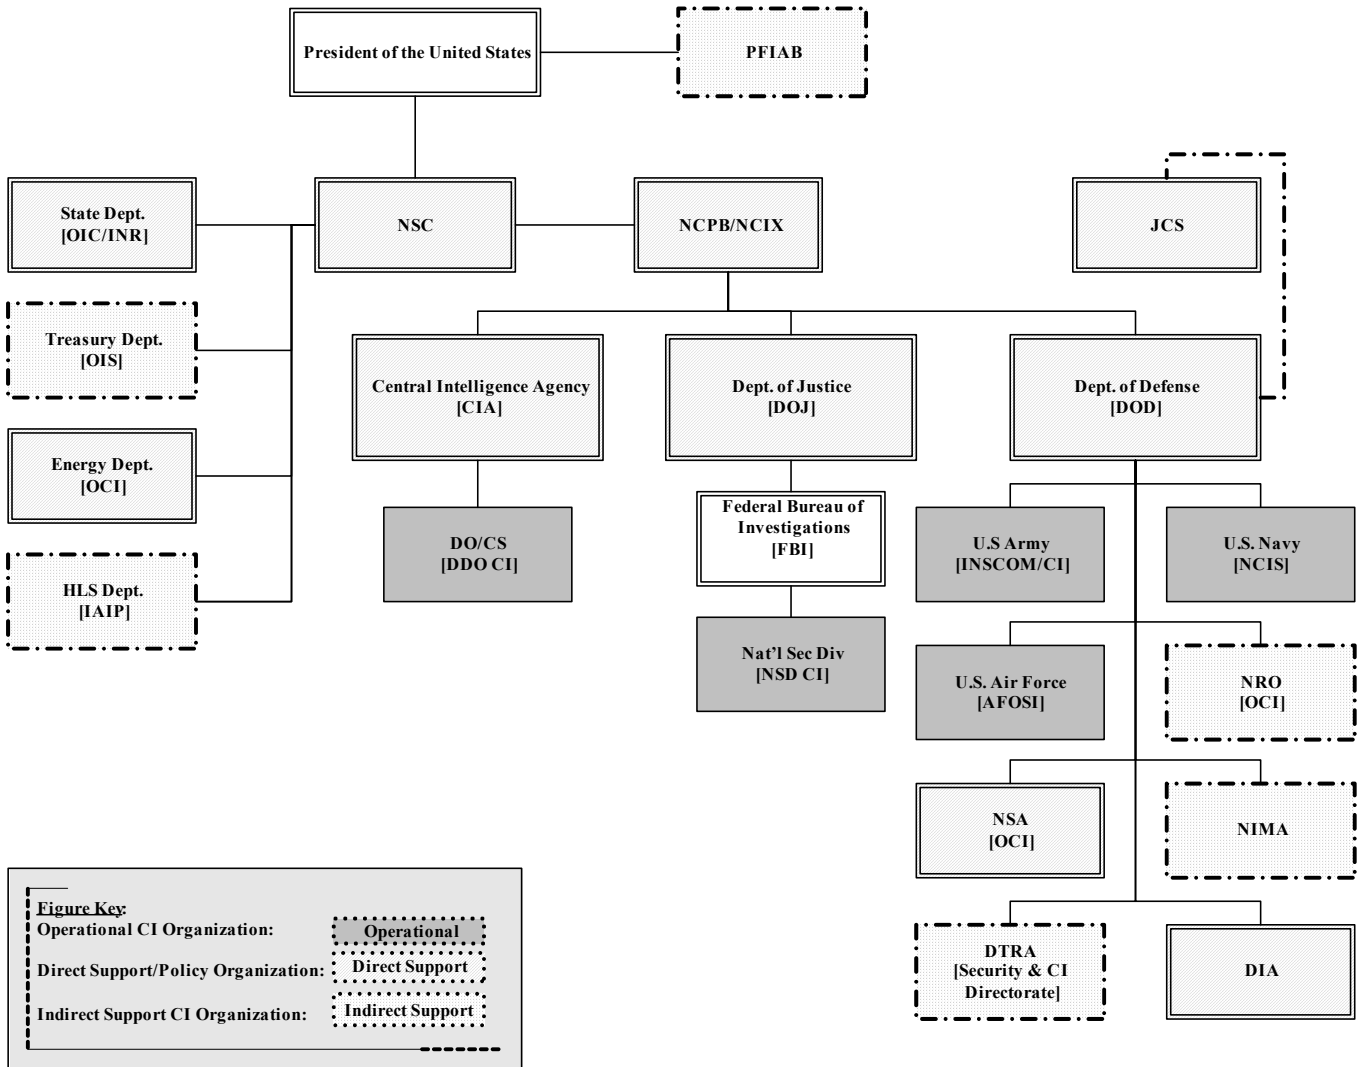 President of the United States
PFIAB
State Dept.
[OIC/INR]
NSC
NCPB/NCIX
JCS
Treasury Dept.
[OIS]
Central Intelligence Agency
[CIA]
Dept. of Justice
[DOJ]
Dept. of Defense
[DOD]
Energy Dept.
[OCI]
DO/CS
[DDO CI]
Federal Bureau of
Investigations
[FBI]
U.S Army
[INSCOM/CI]
U.S. Navy
[NCIS]
HLS Dept.
[IAIP]
Nat'l Sec Div
[NSD CI]
U.S. Air Force
[AFOSI]
NRO
[OCI]
NSA
[OCI]
NIMA
DTRA
[Security & CI
Directorate]
DIA
Figure Key:
Operational CI Organization:
Operational
Direct Support/Policy Organization:
Direct Support
Indirect Support CI Organization:
Indirect Support